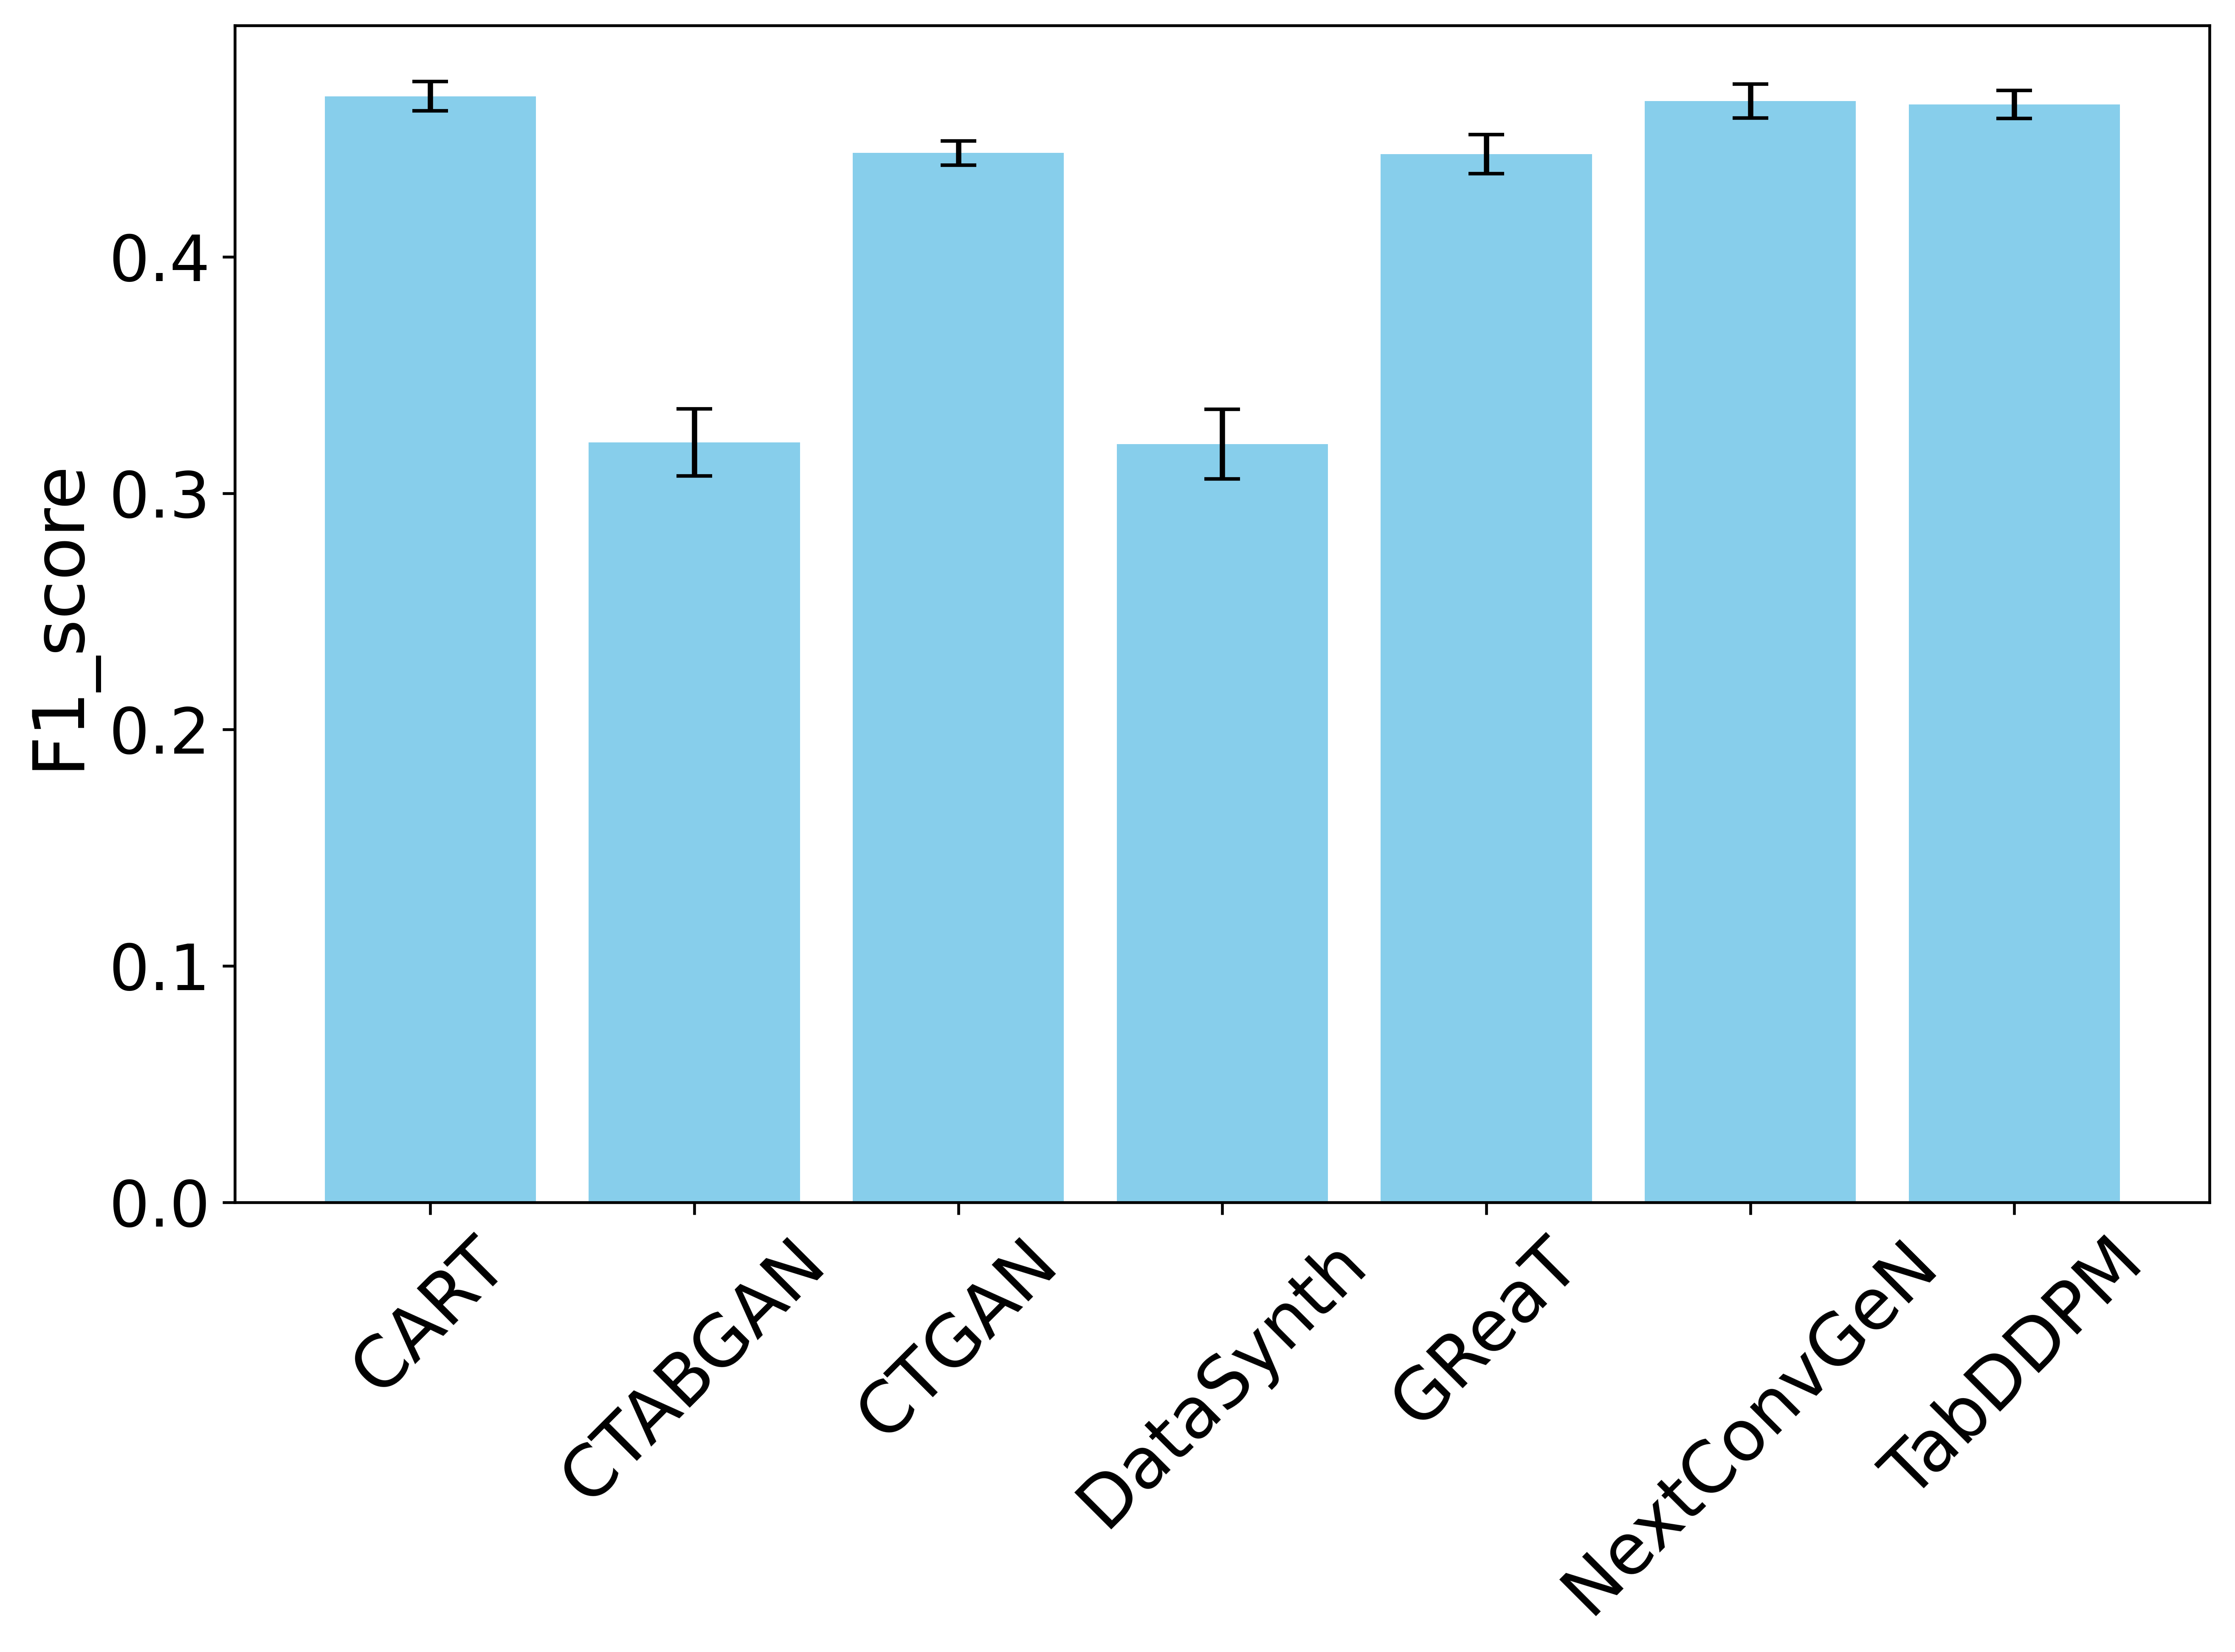 F1_score
0.4
0.3
0.2
0.1
0.0
CART
CTABGAN
CTGAN
DataSynth
GReaT
NextConvGeN
TabDDPM